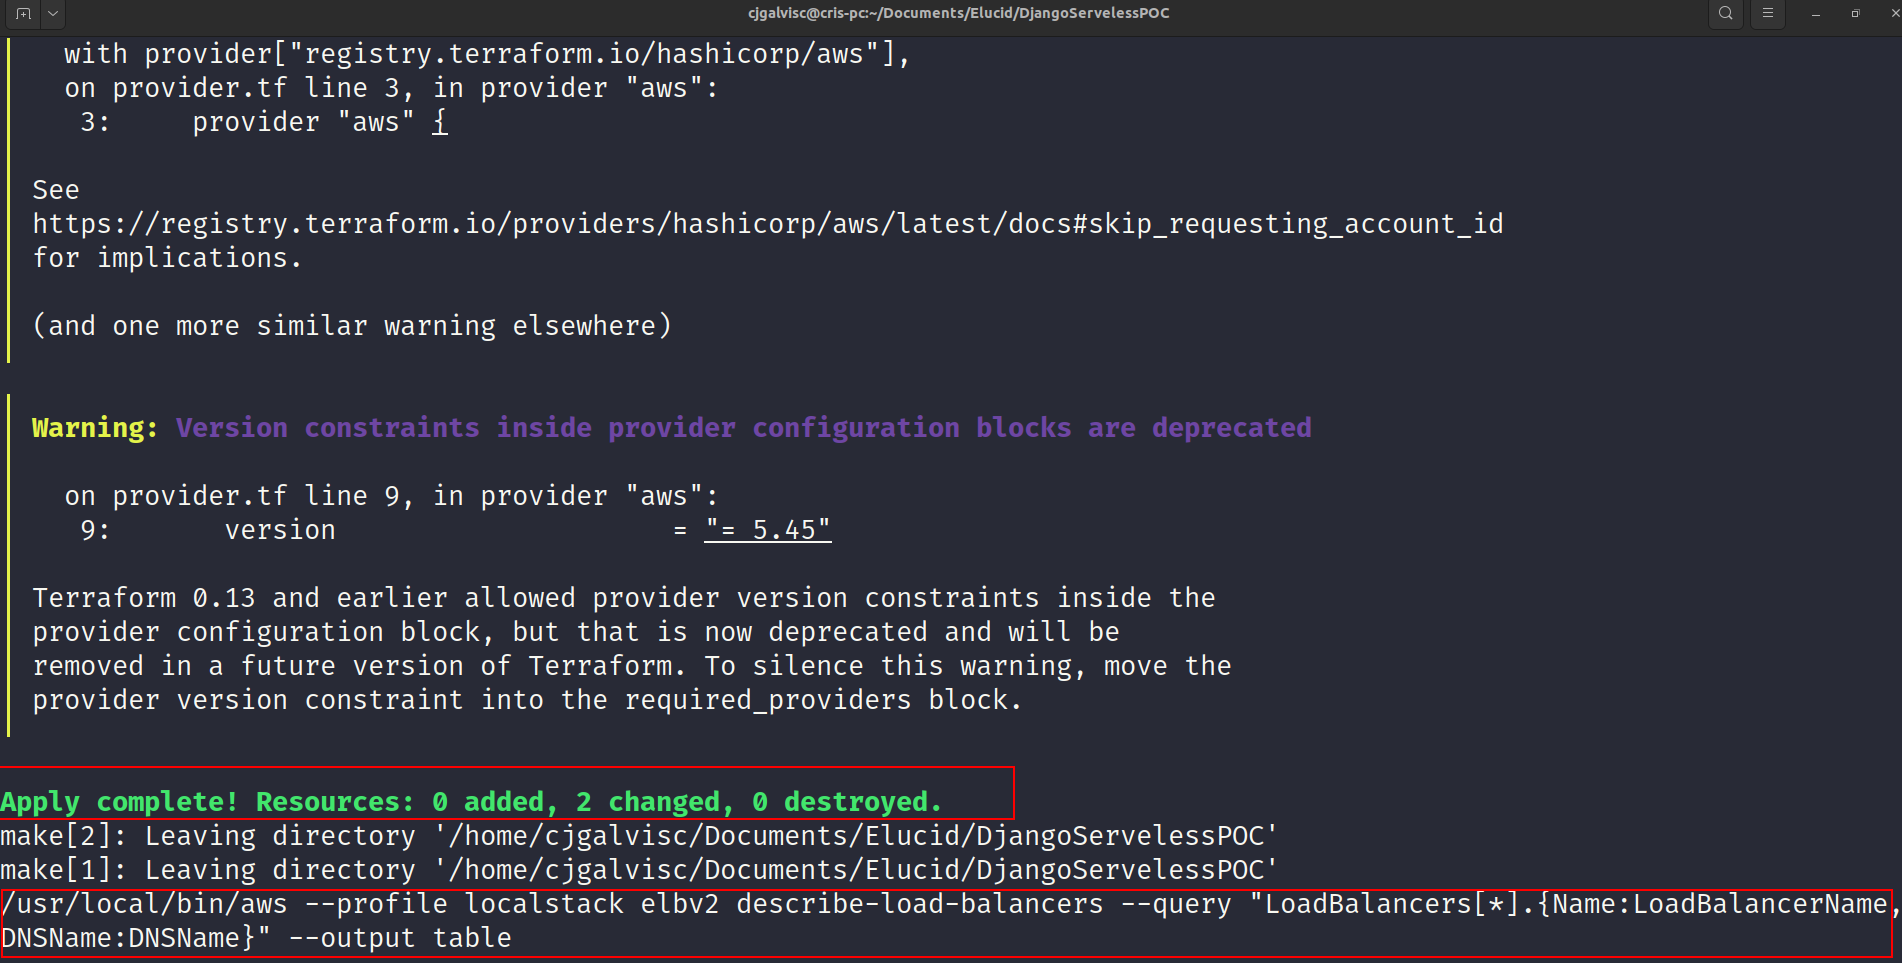 cjgalvisc@cris-pc:~/Documents/Elucid/DjangoServelessPOC
with provider["registry.terraform.io/hashicorp/aws"],
on provider.tf line 3, in provider "aws":
3:     provider "aws" {
See
https://registry.terraform.io/providers/hashicorp/aws/latest/docs#skip_requesting_account_id
for implications.
(and one more similar warning elsewhere)
Warning: Version constraints inside provider configuration blocks are deprecated
on provider.tf line 9, in provider "aws":
9:       version                     = "= 5.45"
Terraform 0.13 and earlier allowed provider version constraints inside the
provider configuration block, but that is now deprecated and will be
removed in a future version of Terraform. To silence this warning, move the
provider version constraint into the required_providers block.
Apply complete! Resources: 0 added, 2 changed, 0 destroyed.
make[2]: Leaving directory '/home/cjgalvisc/Documents/Elucid/DjangoServelessPOC'
make[1]: Leaving directory '/home/cjgalvisc/Documents/Elucid/DjangoServelessPOC'
/usr/local/bin/aws --profile localstack elbv2 describe-load-balancers --query "LoadBalancers[*].{Name:LoadBalancerName,
DNSName:DNSName}" --output table